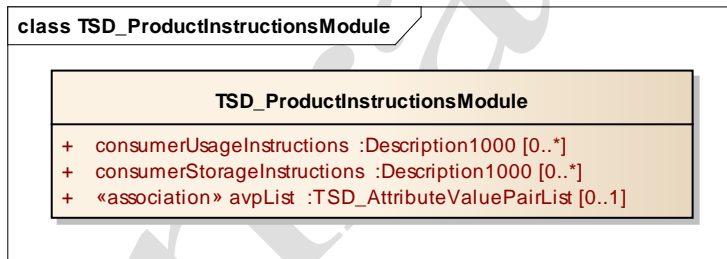 class TSD_ProductInstructionsModule
TSD_ProductInstructionsModule
+ consumerUsageInstructions :Description1000 [0..*]
+ consumerStorageInstructions :Description1000 [0..*]
+ «association» avpList :TSD_AttributeValuePairList [0..1]